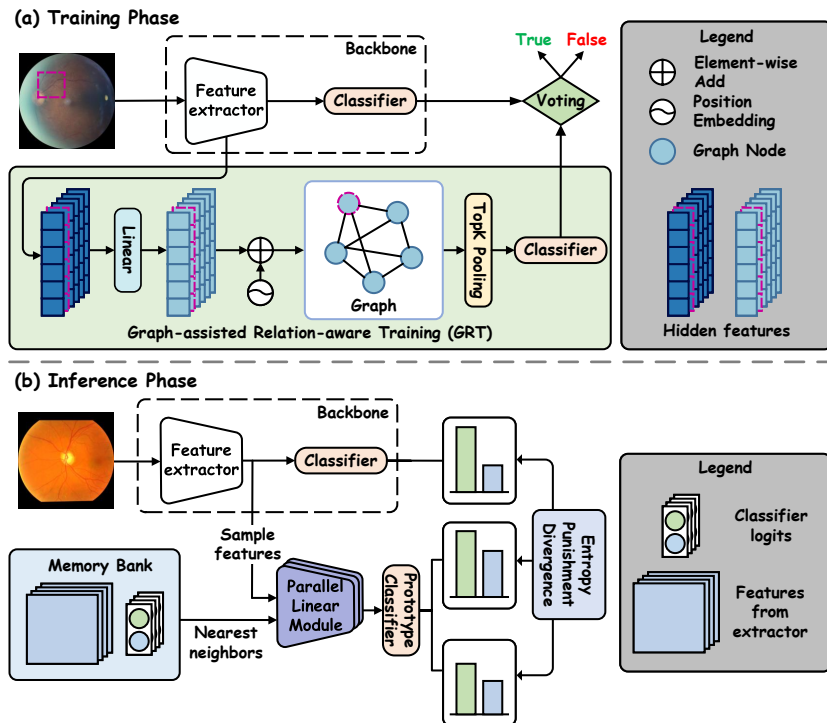 (a) Training Phase
Backbone
Feature
extractor
Classifier
True
False
Voting
Linear
Graph
TopK Pooling
Classifier
Graph-assisted Relation-aware Training (GRT)
Legend
Element-wise
Add
Position
Embedding
Graph Node
Hidden features
(b) Inference Phase
Backbone
Feature
extractor
Classifier
Sample
features
Memory Bank
Nearest
neighbors
Parallel
Linear
Module
Prototype
Classifier
Entropy
Punishment
Divergence
Legend
Classifier
logits
Features
from
extractor